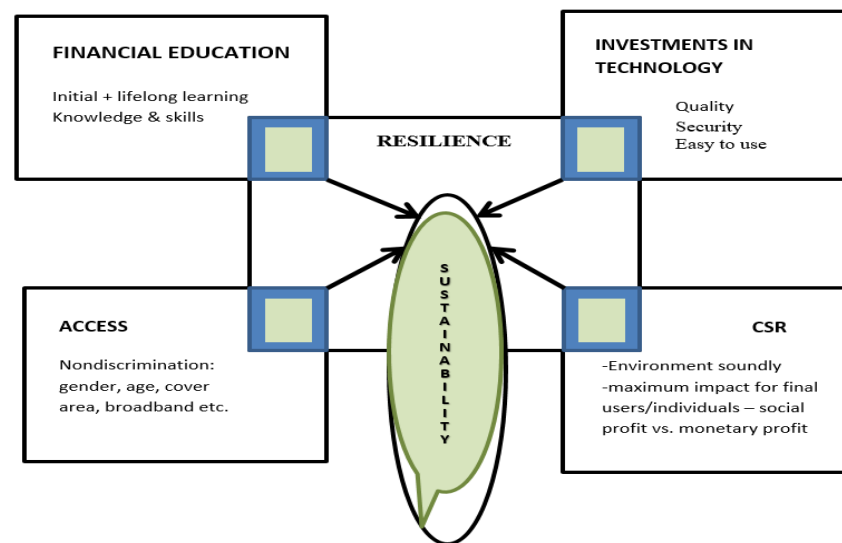 FINANCIAL EDUCATION
Initial + lifelong learning
Knowledge & skills
INVESTMENTS IN
TECHNOLOGY
Quality
Security
Easy to use
RESILIENCE
SUSTAINABILITY
ACCESS
Nondiscrimination:
gender, age, cover
area, broadband etc.
CSR
-Environment soundly
-maximum impact for final
users/individuals – social
profit vs. monetary profit